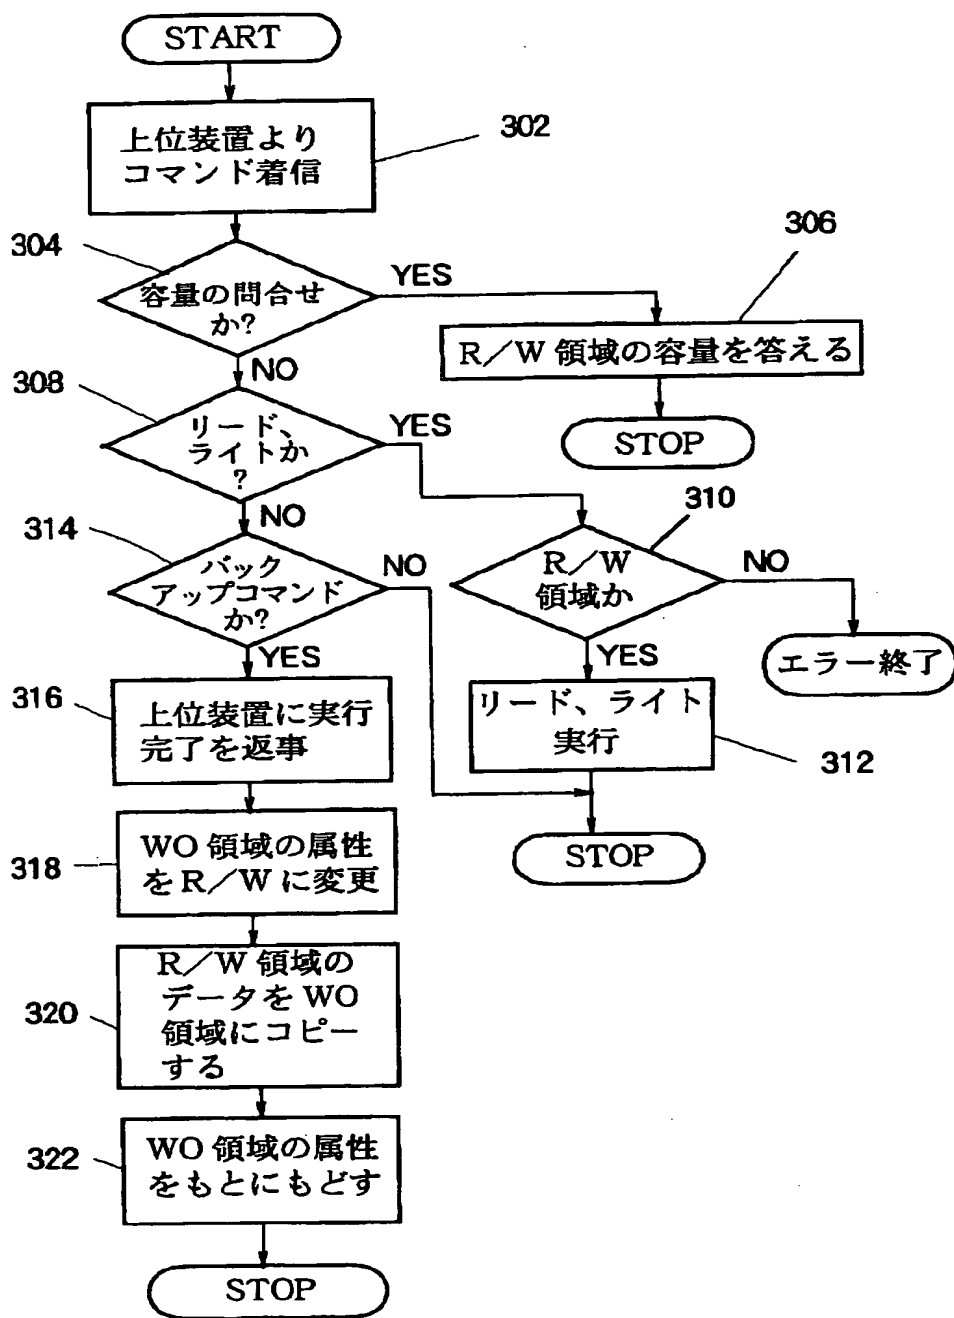 START
上位装置より
コマンド着信
302
304
容量の問合せ
か?
YES
NO
306
R/W 領域の容量を答える
STOP
308
リード、
ライトか
?
YES
NO
310
R/W
領域か
NO
YES
エラー終了
リード、ライト
実行
312
STOP
314
バック
アップコマンド
か?
NO
YES
316
上位装置に実行
完了を返事
318
WO 領域の属性
をR/Wに変更
320
R/W 領域の
データをWO
領域にコピー
する
322
WO 領域の属性
をもとにもどす
STOP